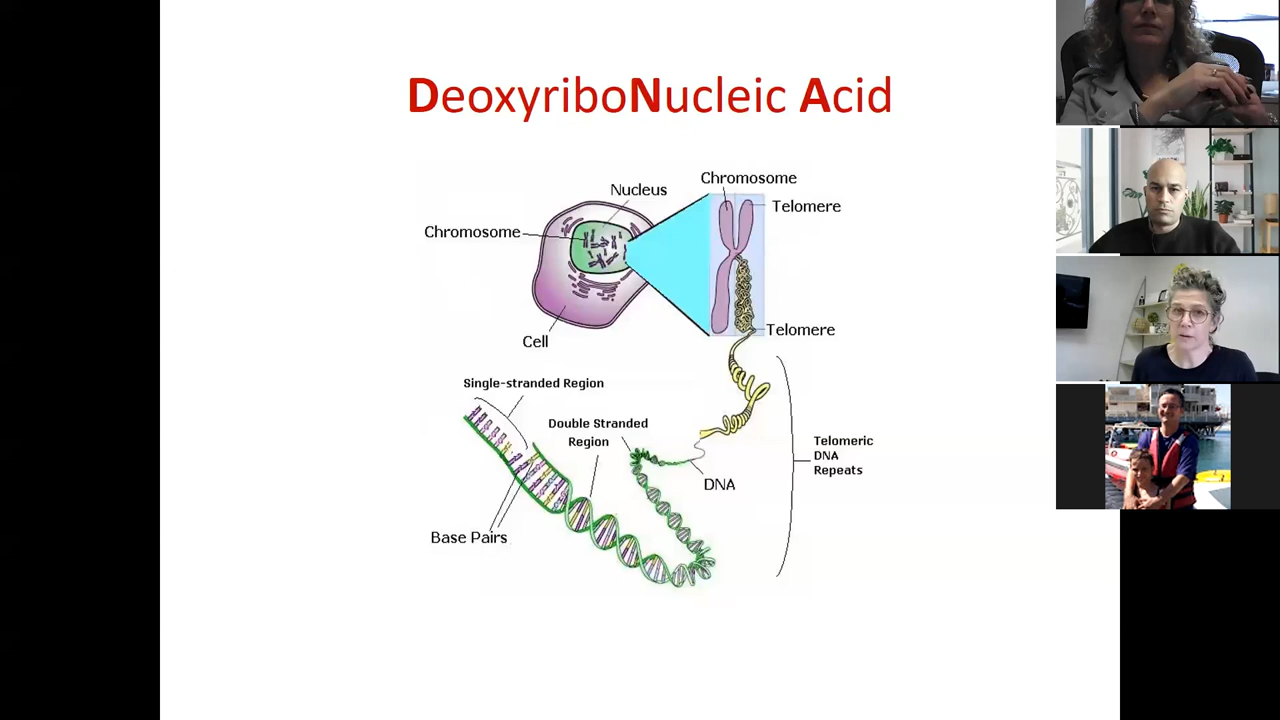 DeoxyriboNucleic Acid
Chromosome
Nucleus
Telomere
Chromosome
Telomere
Cell
Single-stranded Region
Double Stranded
Region
Telomeric
DNA
Repeats
DNA
Base Pairs